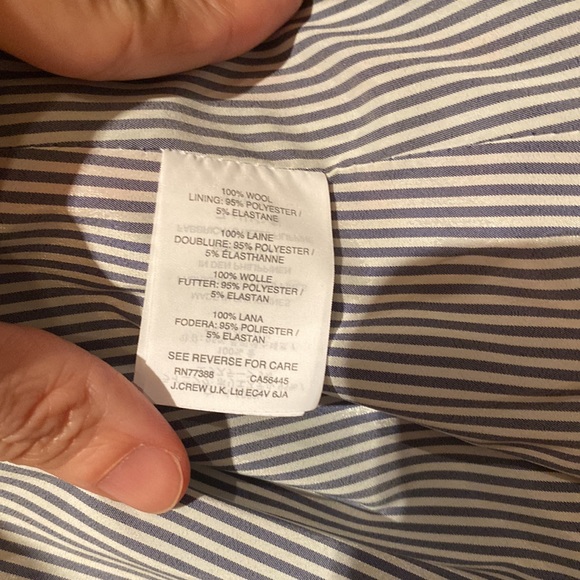 100% WOOL
LINING: 95% POLYESTER /
5% ELASTANE
100% LAINE
DOUBLURE: 95% POLYESTER /
5% ÉLASTHANNE
100% WOLLE
FUTTER: 95% POLYESTER /
5% ELASTAN
100% LANA
FODERA: 95% POLIESTER /
5% ELASTAN
SEE REVERSE FOR CARE
RN77388 CA56445
J.CREW U.K. Ltd EC4V 6JA